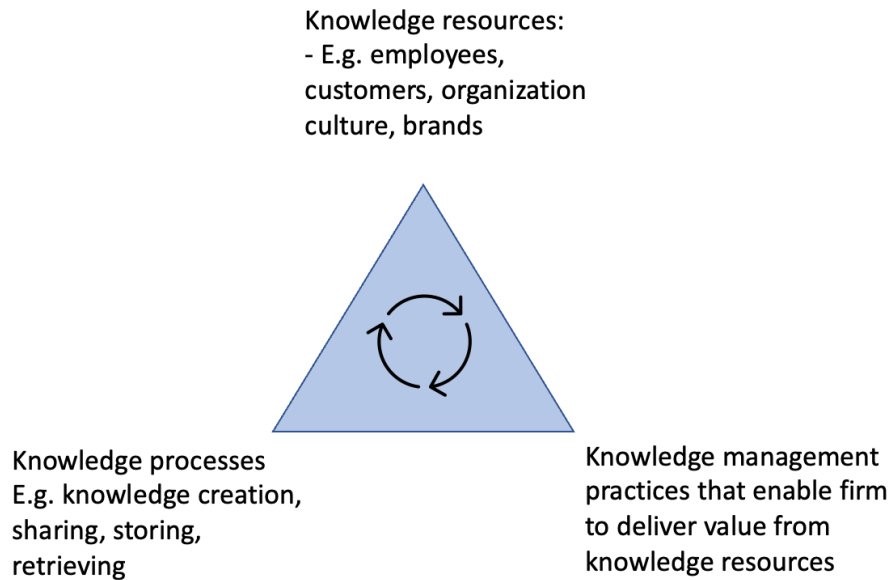 Knowledge resources:
- E.g. employees,
customers, organization
culture, brands
Knowledge processes
E.g. knowledge creation,
sharing, storing,
retrieving
Knowledge management
practices that enable firm
to deliver value from
knowledge resources